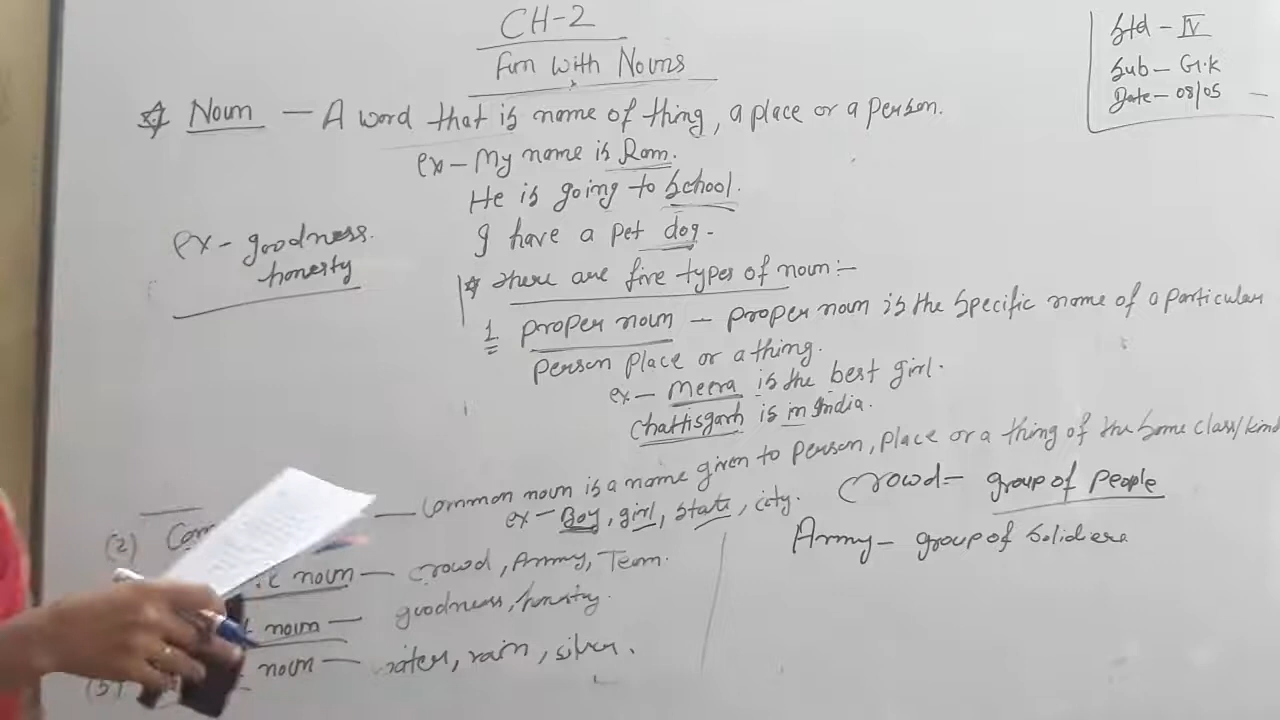 CH-2
Fun with Nouns
Std - IV
Sub - G.K
Date - 08/05
Noun - A word that is name of thing, a place or a person.
ex - My name is Ram.
He is going to School.
I have a pet dog.
ex - goodness.
honesty
* There are five types of noun :-
1 proper noun - proper noun is the specific name of a particular
person place or a thing.
ex - Meera is the best girl.
Chattisgarh is in India.
(2) Com - Common noun is a name given to person, place or a thing of the same class/kind
ex - Boy, girl, state, city.
noun - crowd, Army, Team.
noun - goodness, honesty.
(5) noun - water, rain, silver.
Crowd = group of people
Army - group of Solidiers